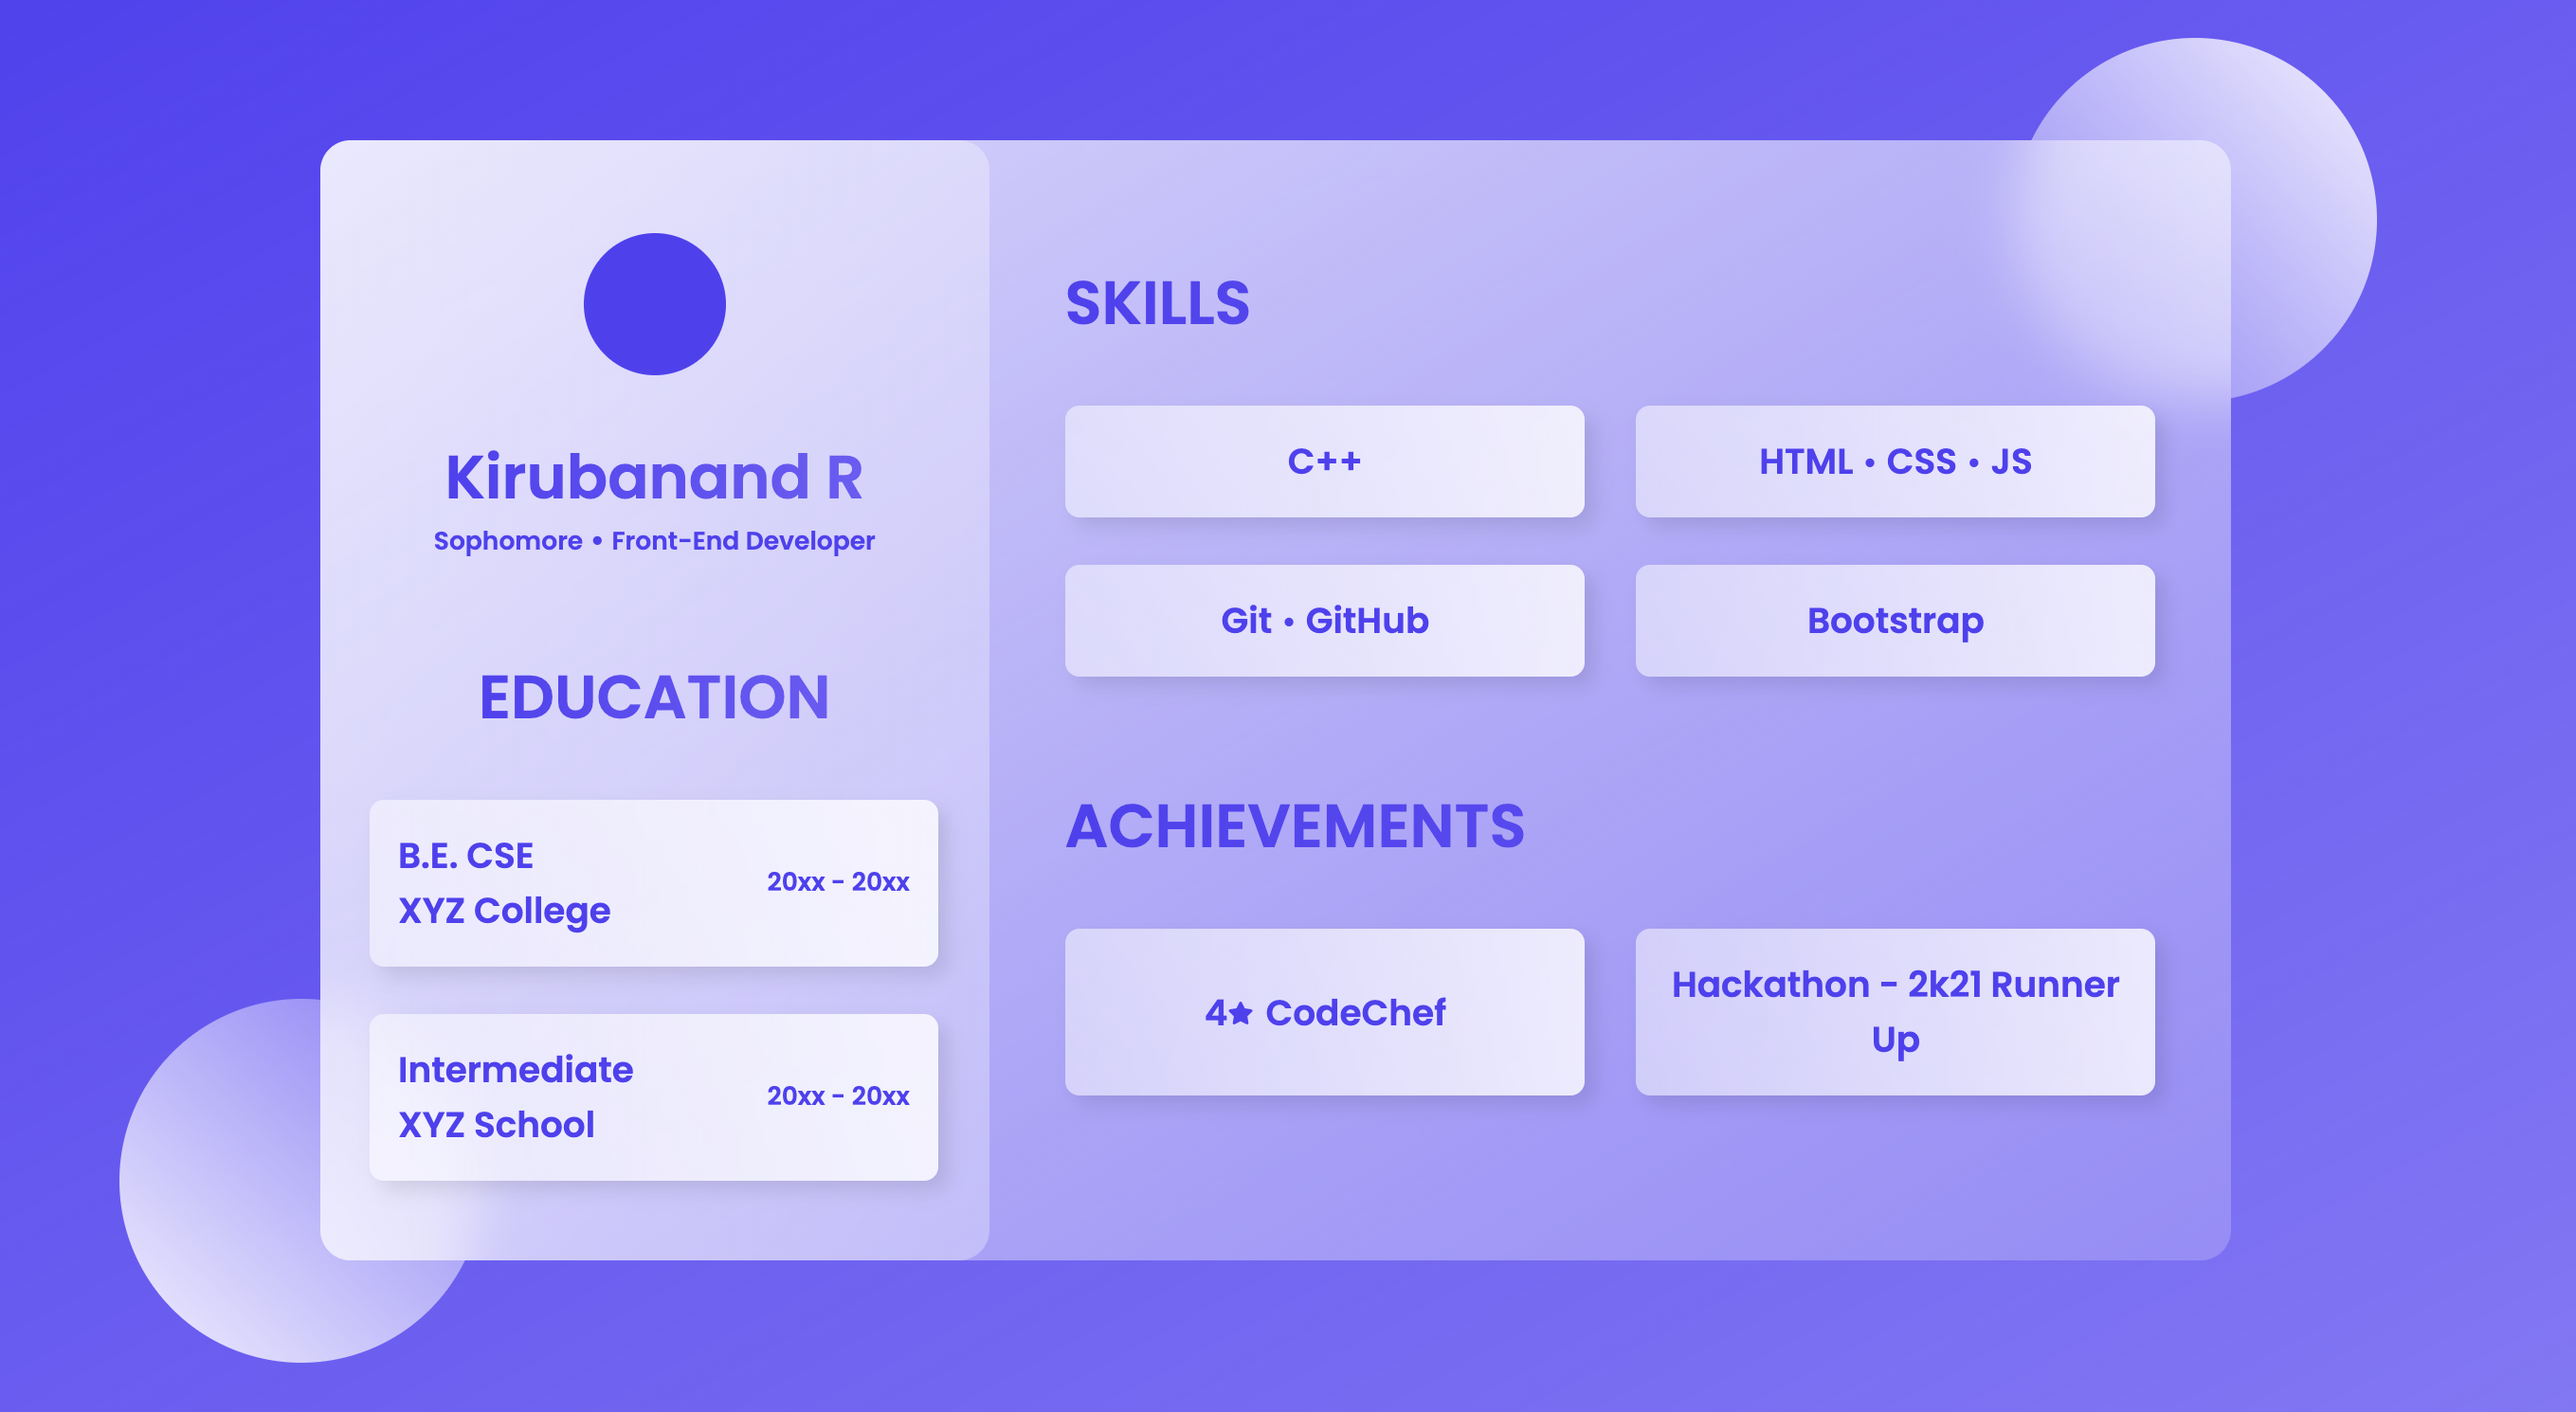 Kirubanand R
Sophomore • Front-End Developer
EDUCATION
B.E. CSE
XYZ College
20xx - 20xx
Intermediate
XYZ School
20xx - 20xx
SKILLS
C++
HTML • CSS • JS
Git • GitHub
Bootstrap
ACHIEVEMENTS
4★ CodeChef
Hackathon - 2k21 Runner
Up